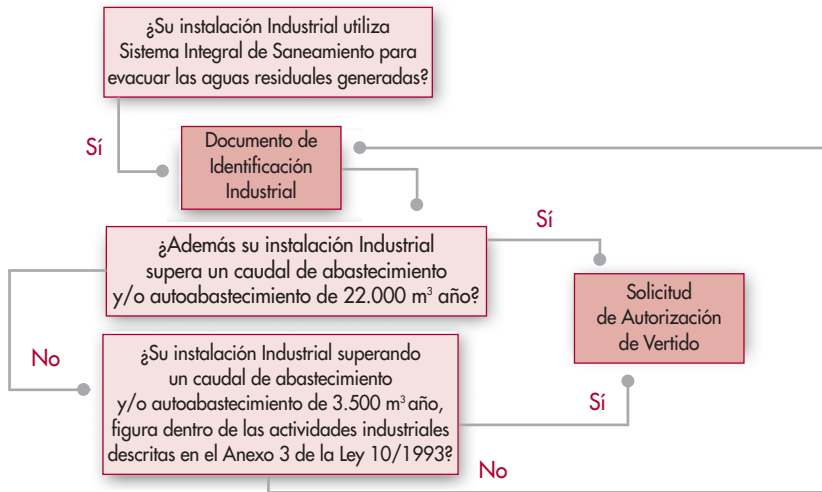 ¿Su instalación Industrial utiliza
Sistema Integral de Saneamiento para
evacuar las aguas residuales generadas?
Sí
Documento de
Identificación
Industrial
¿Además su instalación Industrial
supera un caudal de abastecimiento
y/o autoabastecimiento de 22.000 m³ año?
Sí
Solicitud
de Autorización
de Vertido
No
¿Su instalación Industrial superando
un caudal de abastecimiento
y/o autoabastecimiento de 3.500 m³ año,
figura dentro de las actividades industriales
descritas en el Anexo 3 de la Ley 10/1993?
Sí
No